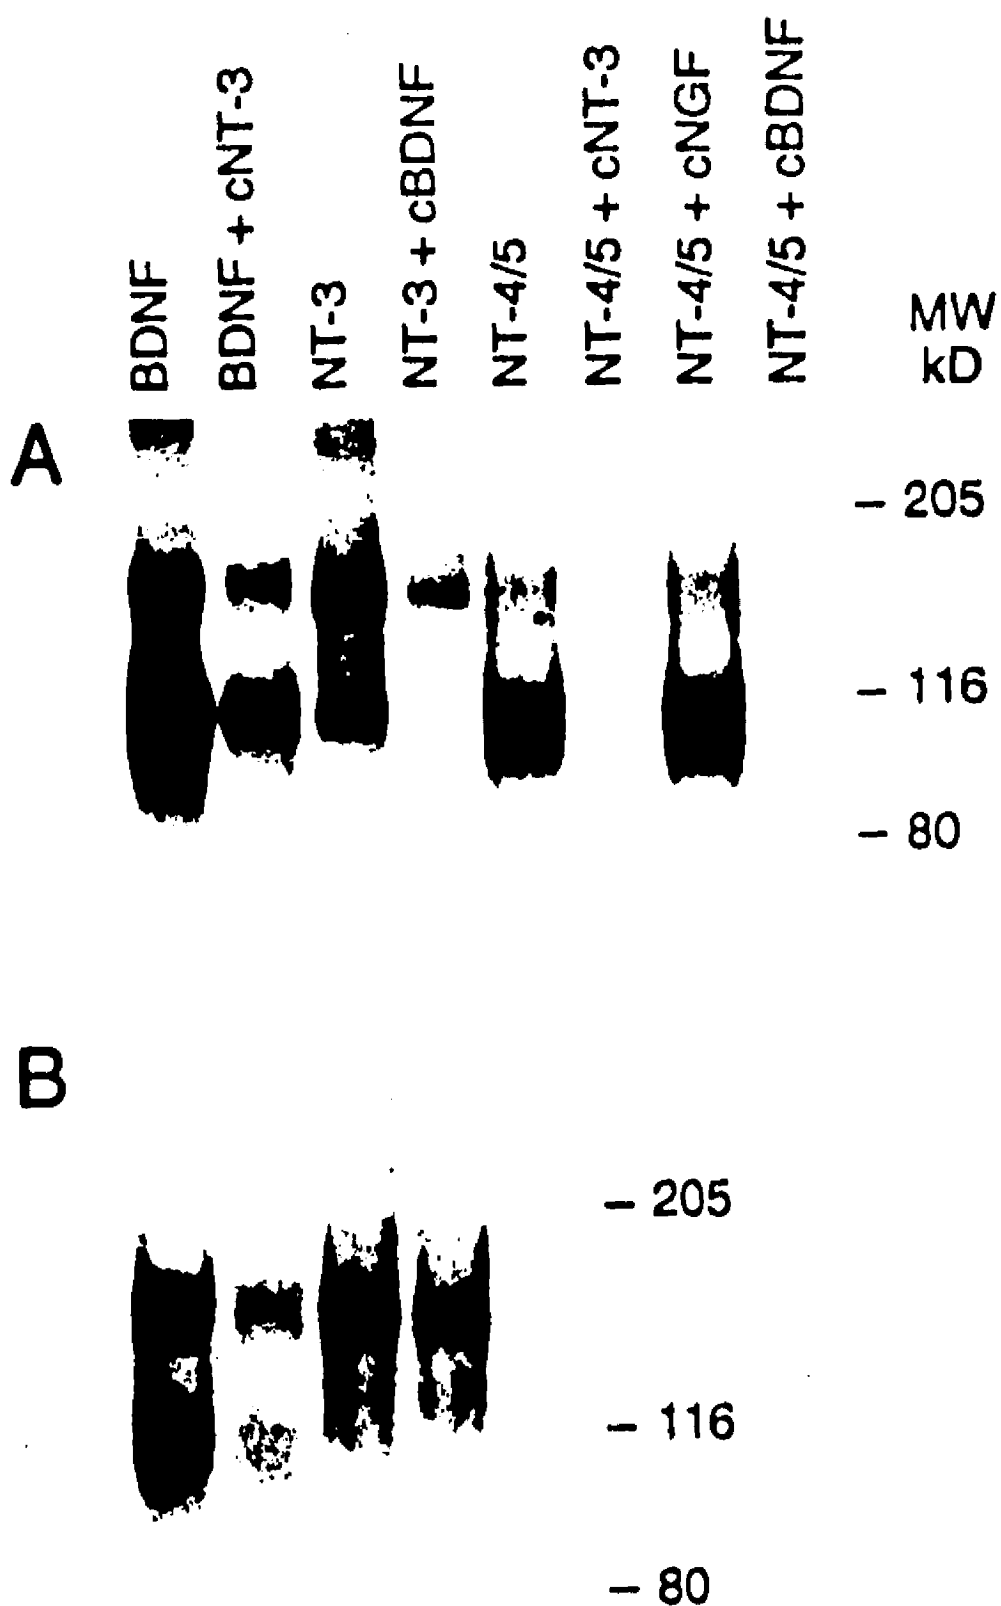 BDNF
BDNF + cNT-3
NT-3
NT-3 + cBDNF
NT-4/5
NT-4/5 + cNT-3
NT-4/5 + cNGF
NT-4/5 + cBDNF
MW
kD
A
– 205
– 116
– 80
B
– 205
– 116
– 80